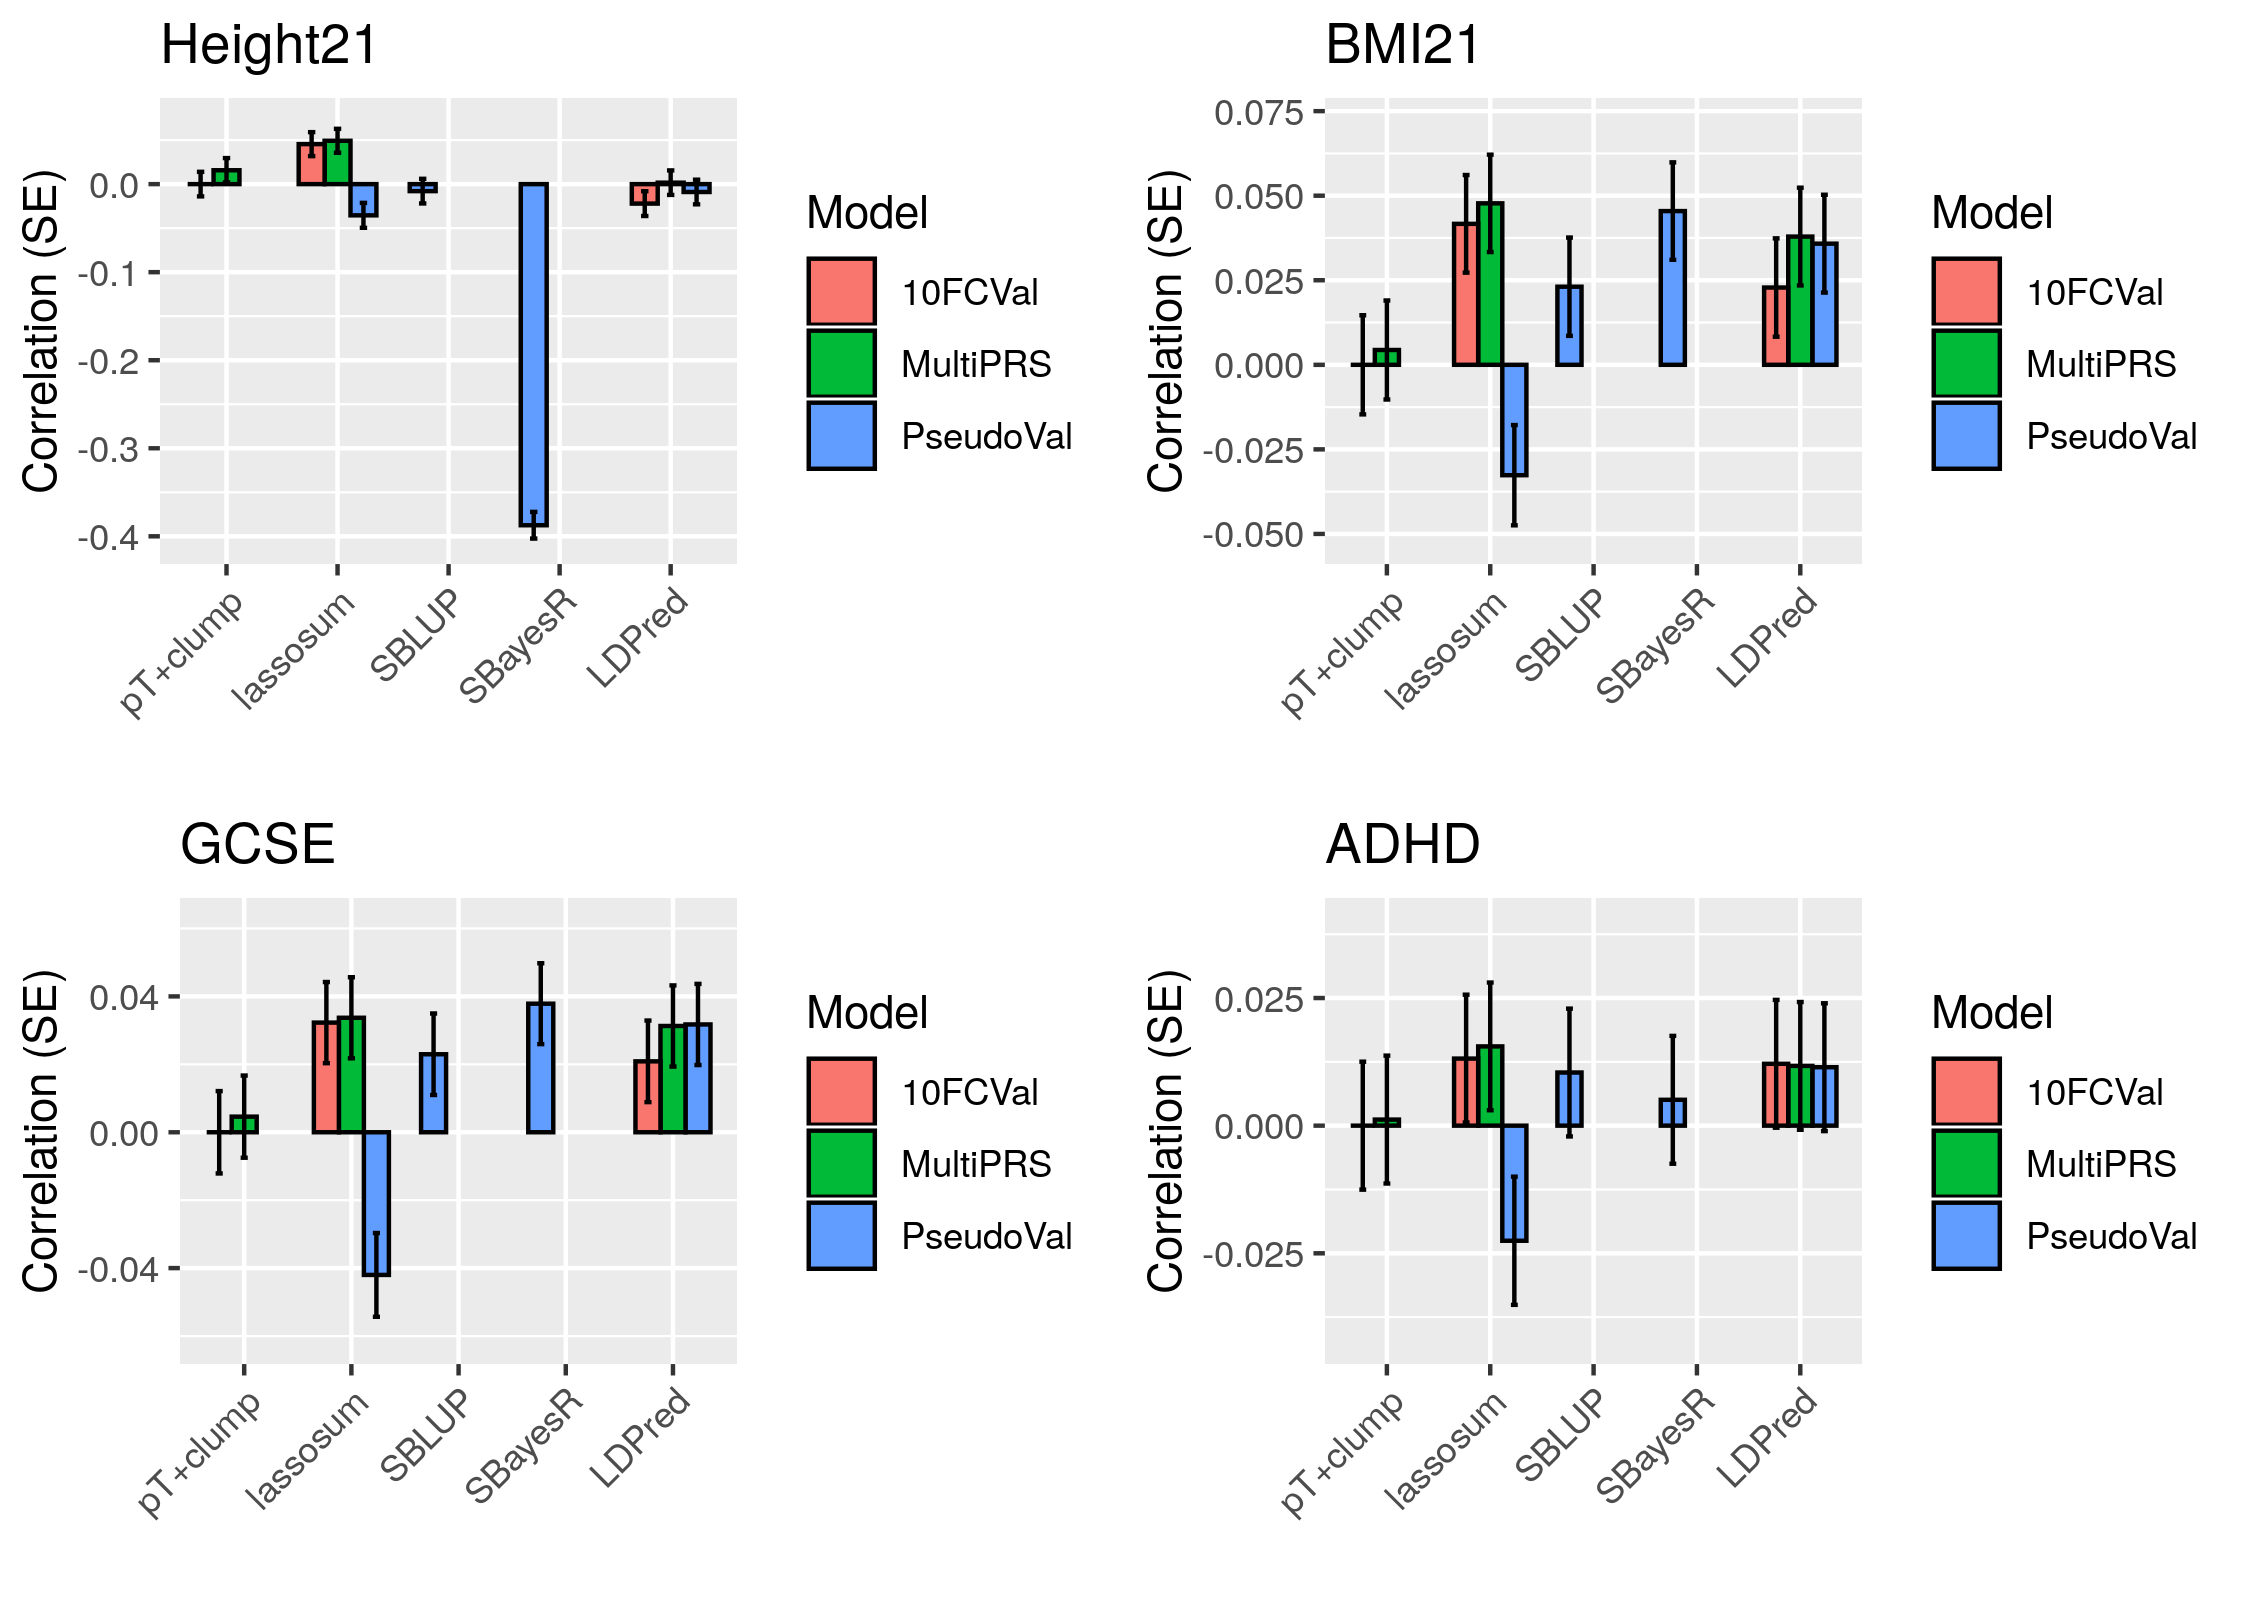 Height21
Correlation (SE)
0.0
-0.1
-0.2
-0.3
-0.4
pT+clump
lassosum
SBLUP
SBayesR
LDPred
Model
10FCVal
MultiPRS
PseudoVal
BMI21
Correlation (SE)
0.075
0.050
0.025
0.000
-0.025
-0.050
pT+clump
lassosum
SBLUP
SBayesR
LDPred
Model
10FCVal
MultiPRS
PseudoVal
GCSE
Correlation (SE)
0.04
0.00
-0.04
pT+clump
lassosum
SBLUP
SBayesR
LDPred
Model
10FCVal
MultiPRS
PseudoVal
ADHD
Correlation (SE)
0.025
0.000
-0.025
pT+clump
lassosum
SBLUP
SBayesR
LDPred
Model
10FCVal
MultiPRS
PseudoVal